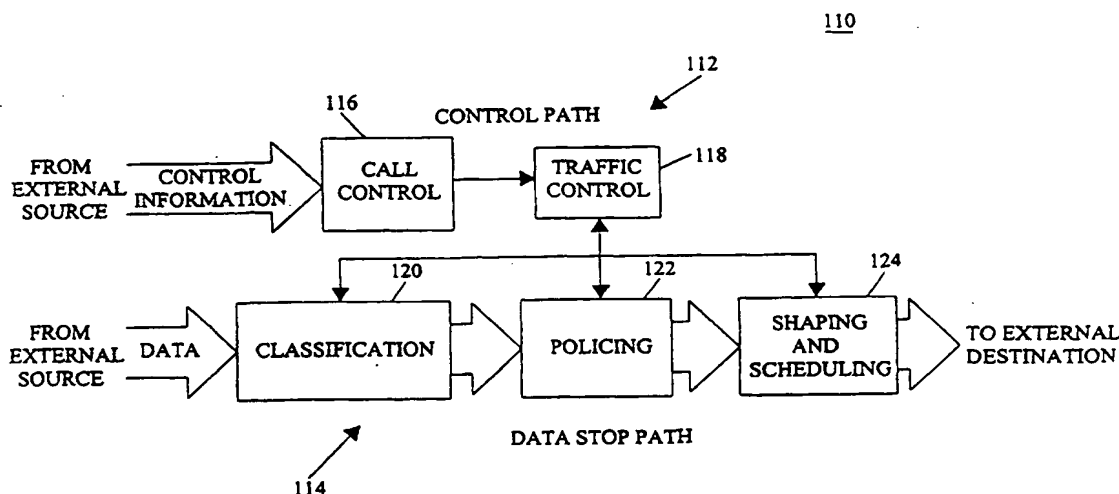 110
112
116
CONTROL PATH
FROM
EXTERNAL
SOURCE
CONTROL
INFORMATION
CALL
CONTROL
TRAFFIC
CONTROL
118
120
122
124
FROM
EXTERNAL
SOURCE
DATA
CLASSIFICATION
POLICING
SHAPING
AND
SCHEDULING
TO EXTERNAL
DESTINATION
DATA STOP PATH
114